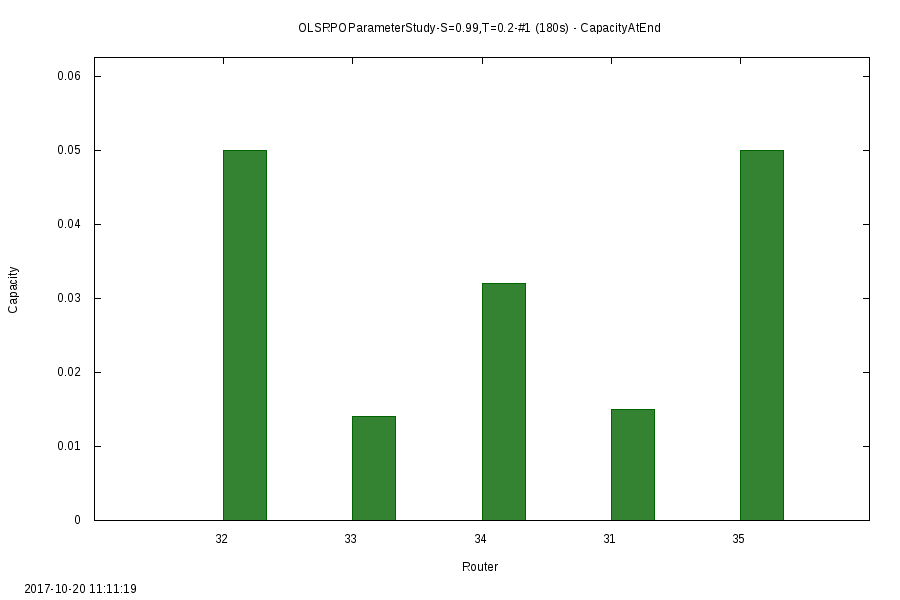 OLSRPOParameterStudy-S=0.99,T=0.2-#1 (180s) - CapacityAtEnd
0.06
0.05
0.04
0.03
0.02
0.01
0
Capacity
32 33 34 31 35
Router
2017-10-20 11:11:19